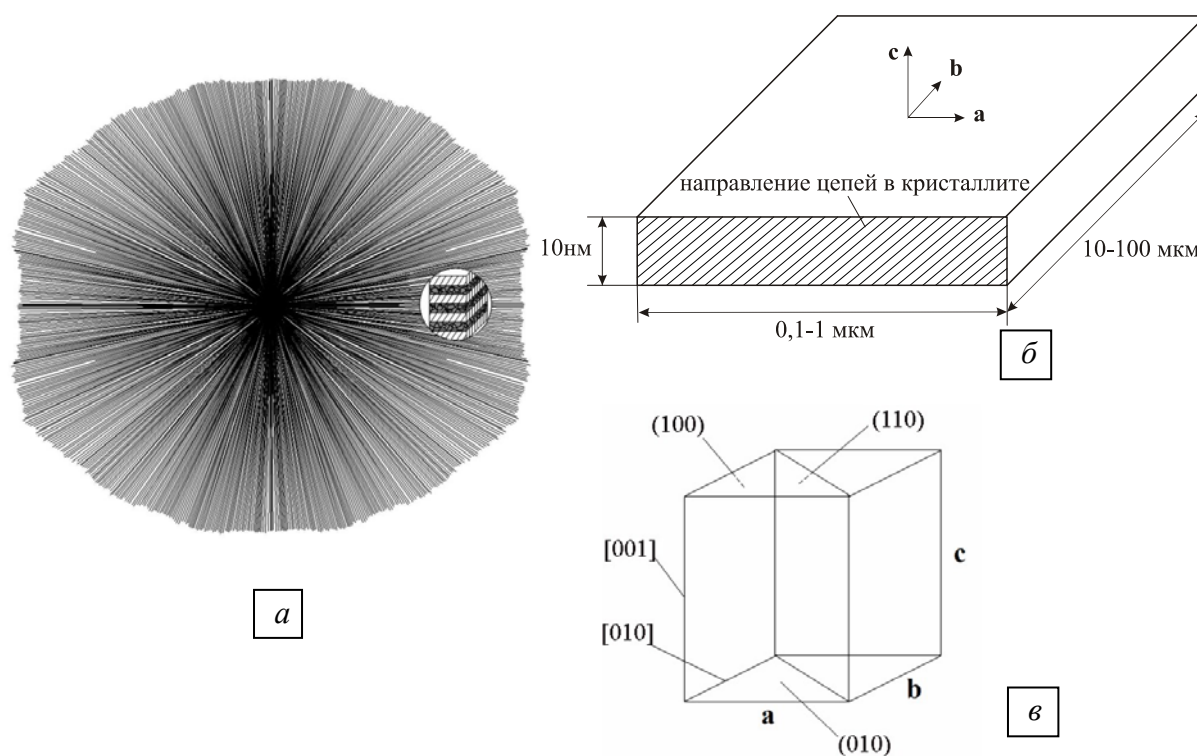 c
b
a
направление цепей в кристаллите
10нм
10-100 мкм
0,1-1 мкм
б
(100)
(110)
[001]
c
[010]
b
a
(010)
а
в